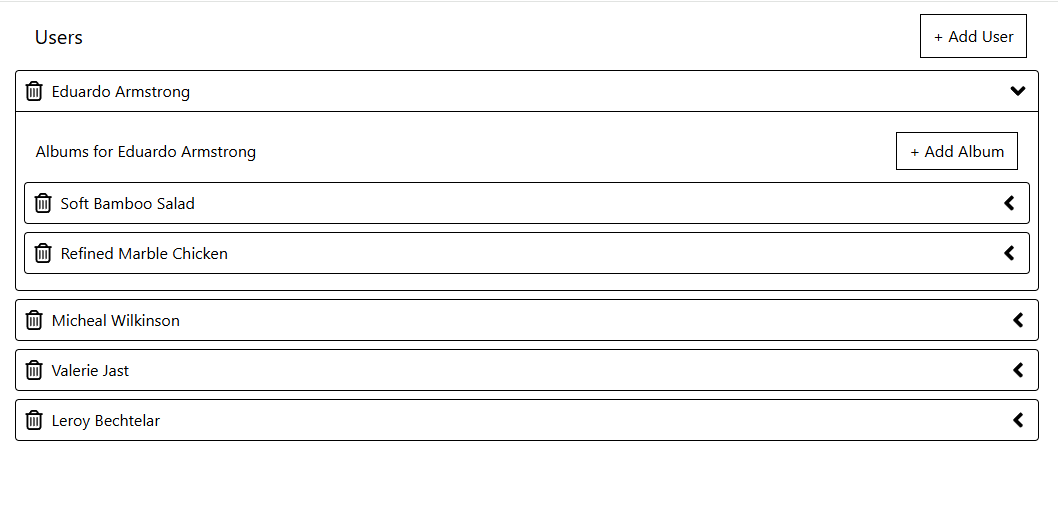 Users
+ Add User
Eduardo Armstrong
Albums for Eduardo Armstrong
+ Add Album
Soft Bamboo Salad
Refined Marble Chicken
Micheal Wilkinson
Valerie Jast
Leroy Bechtelar